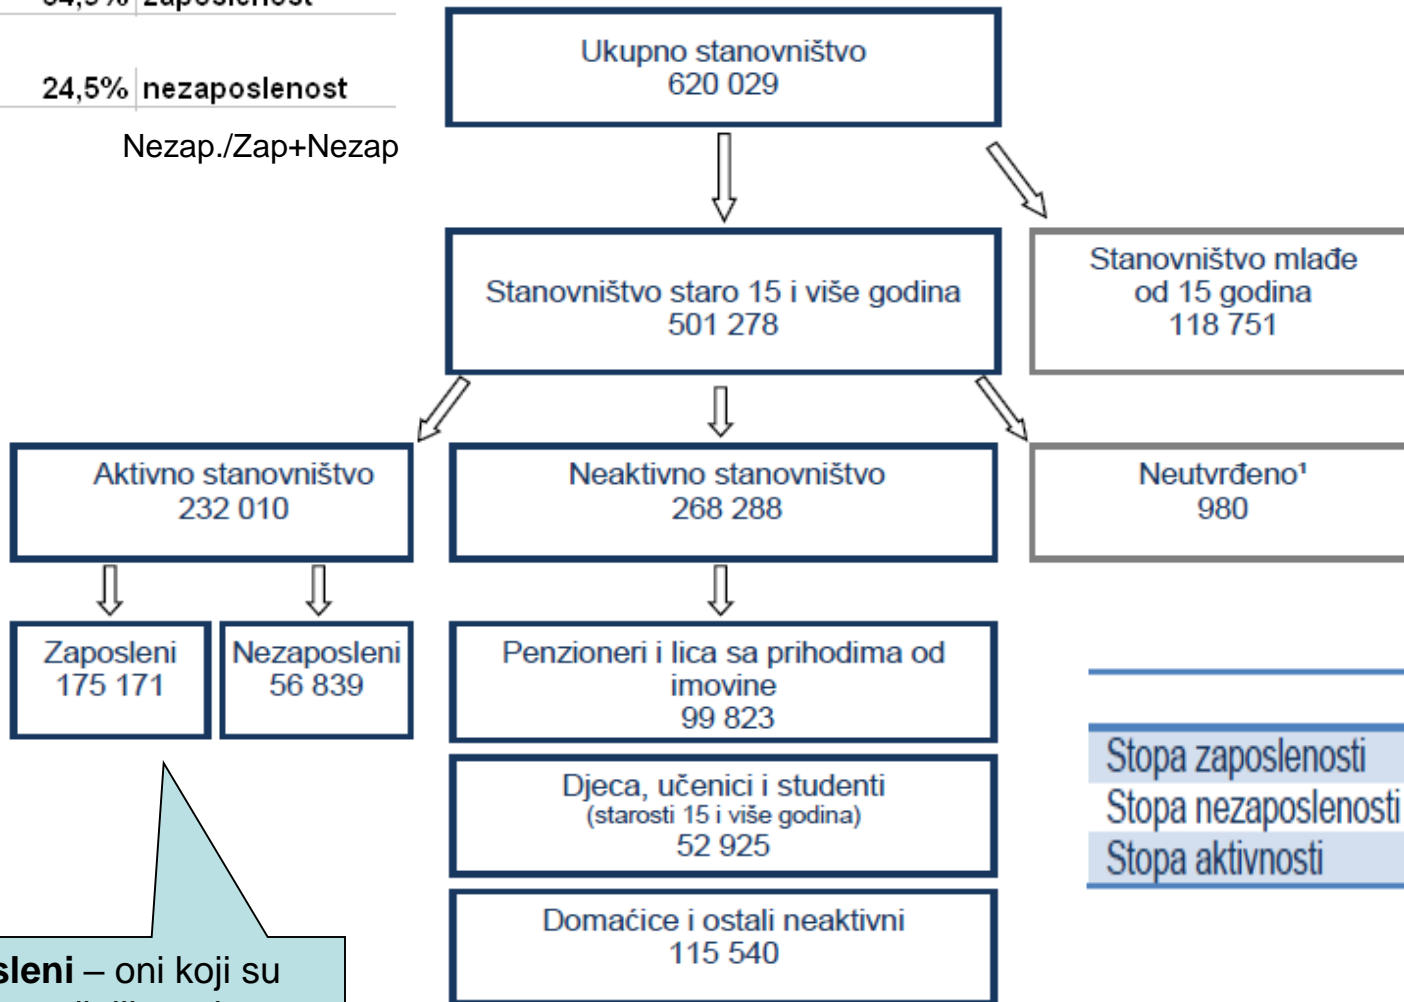 zaposlenost
24,5% nezaposlenost
Nezap./Zap+Nezap
Ukupno stanovništvo
620 029
Stanovništvo staro 15 i više godina
501 278
Stanovništvo mlađe
od 15 godina
118 751
Aktivno stanovništvo
232 010
Neaktivno stanovništvo
268 288
Neutvrđeno¹
980
Zaposleni
175 171
Nezaposleni
56 839
Penzioneri i lica sa prihodima od
imovine
99 823
Djeca, učenici i studenti
(starosti 15 i više godina)
52 925
Domaćice i ostali neaktivni
115 540
Stopa zaposlenosti
Stopa nezaposlenosti
Stopa aktivnosti
sleni – oni koji su